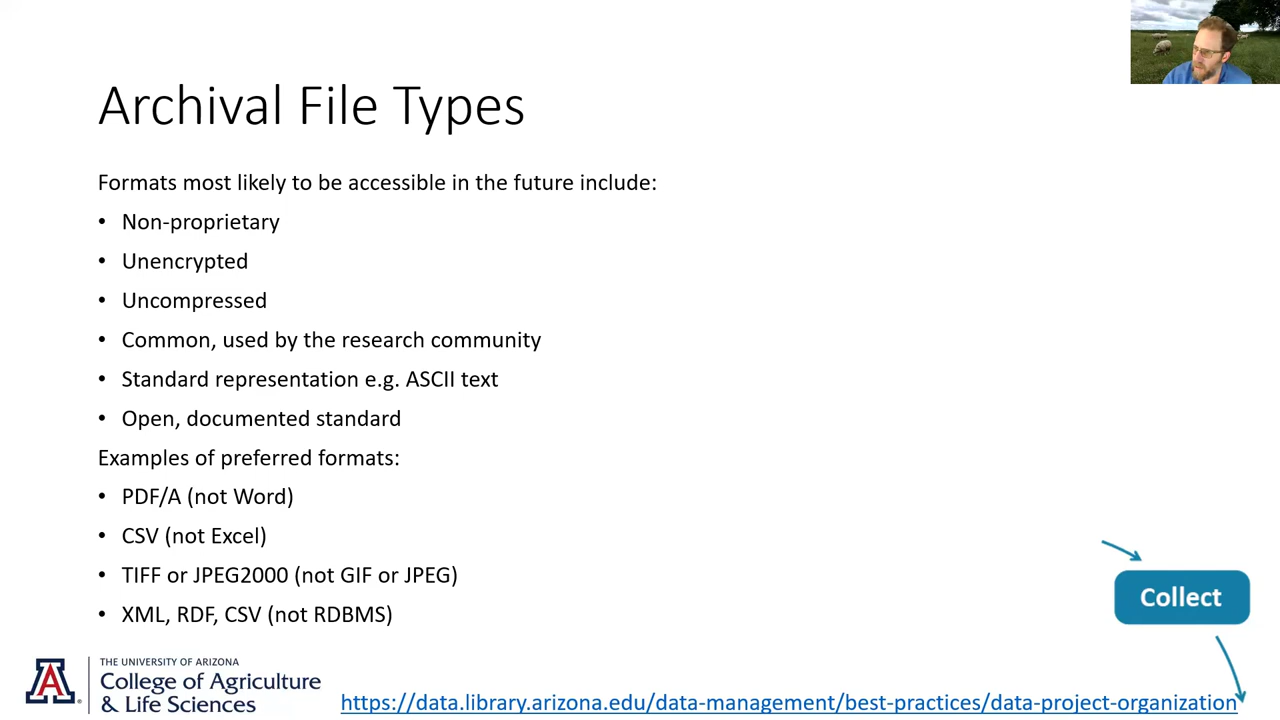 Archival File Types
Formats most likely to be accessible in the future include:
• Non-proprietary
• Unencrypted
• Uncompressed
• Common, used by the research community
• Standard representation e.g. ASCII text
• Open, documented standard
Examples of preferred formats:
• PDF/A (not Word)
• CSV (not Excel)
• TIFF or JPEG2000 (not GIF or JPEG)
• XML, RDF, CSV (not RDBMS)
Collect
A
THE UNIVERSITY OF ARIZONA
College of Agriculture
& Life Sciences
https://data.library.arizona.edu/data-management/best-practices/data-project-organization